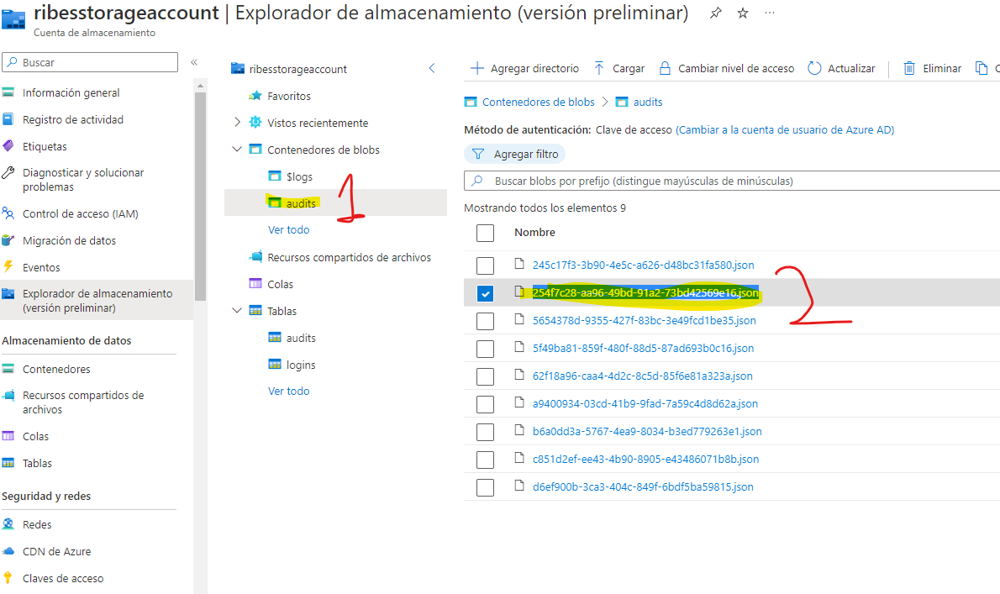 ribesstorageaccount | Explorador de almacenamiento (versión preliminar) ...
Cuenta de almacenamiento
Buscar
«
Información general
Registro de actividad
Etiquetas
Diagnosticar y solucionar
problemas
Control de acceso (IAM)
Migración de datos
Eventos
Explorador de almacenamiento
(versión preliminar)
Almacenamiento de datos
Contenedores
Recursos compartidos de
archivos
Colas
Tablas
Seguridad y redes
Redes
CDN de Azure
Claves de acceso
ribesstorageaccount
Favoritos
Vistos recientemente
Contenedores de blobs
$logs
audits
1
Ver todo
Recursos compartidos de archivos
Colas
Tablas
audits
logins
Ver todo
Agregar directorio Cargar Cambiar nivel de acceso Actualizar Eliminar
Contenedores de blobs > audits
Método de autenticación: Clave de acceso (Cambiar a la cuenta de usuario de Azure AD)
Agregar filtro
Buscar blobs por prefijo (distingue mayúsculas de minúsculas)
Mostrando todos los elementos 9
Nombre
245c17f3-3b90-4e5c-a626-d48bc31fa580.json
254f7c28-aa96-49bd-91a2-73bd42569e16.json
2
5654378d-9355-427f-83bc-3e49fcd1be35.json
5f49ba81-859f-480f-88d5-87ad693b0c16.json
62f18a96-caa4-4d2c-8c5d-85f6e81a323a.json
a9400934-03cd-41b9-9fad-7a59c4d8d62a.json
b6a0dd3a-5767-4ea9-8034-b3ed779263e1.json
c851d2ef-ee43-4b90-8905-e43486071b8b.json
d6ef900b-3ca3-404c-849f-6bdf5ba59815.json